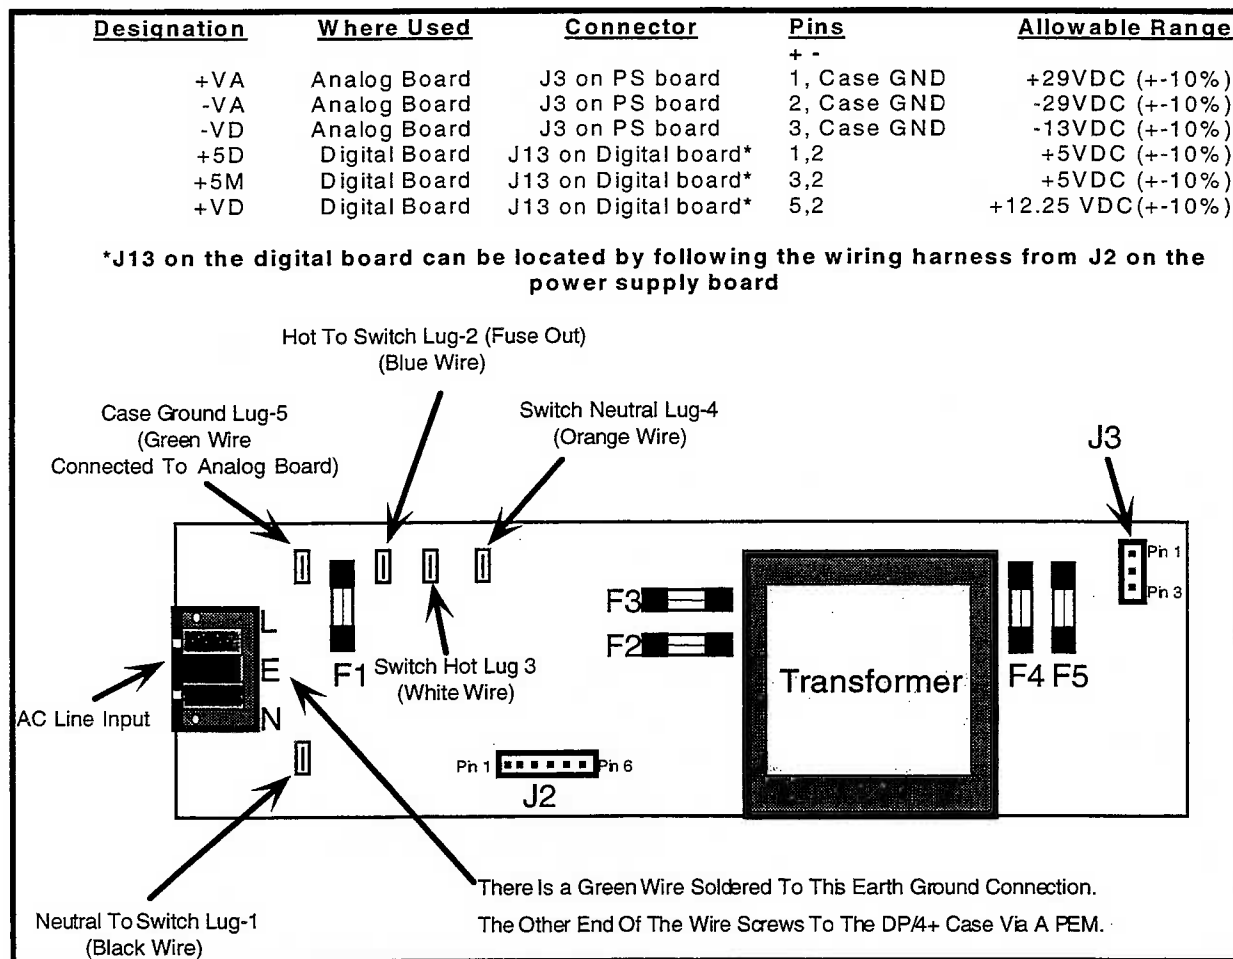 Designation Where Used Connector Pins Allowable Range
+ -
+VA Analog Board J3 on PS board 1, Case GND +29VDC (+-10%)
-VA Analog Board J3 on PS board 2, Case GND -29VDC (+-10%)
-VD Analog Board J3 on PS board 3, Case GND -13VDC (+-10%)
+5D Digital Board J13 on Digital board* 1,2 +5VDC (+-10%)
+5M Digital Board J13 on Digital board* 3,2 +5VDC (+-10%)
+VD Digital Board J13 on Digital board* 5,2 +12.25 VDC(+-10%)
*J13 on the digital board can be located by following the wiring harness from J2 on the
power supply board
Hot To Switch Lug-2 (Fuse Out)
(Blue Wire)
Case Ground Lug-5
(Green Wire
Connected To Analog Board)
Switch Neutral Lug-4
(Orange Wire)
J3
Pin 1
Pin 3
L
E
N
F1
Switch Hot Lug 3
(White Wire)
F3
F2
Transformer
F4 F5
AC Line Input
Pin 1
Pin 6
J2
There Is a Green Wire Soldered To This Earth Ground Connection.
The Other End Of The Wire Screws To The DP/4+ Case Via A PEM.
Neutral To Switch Lug-1
(Black Wire)